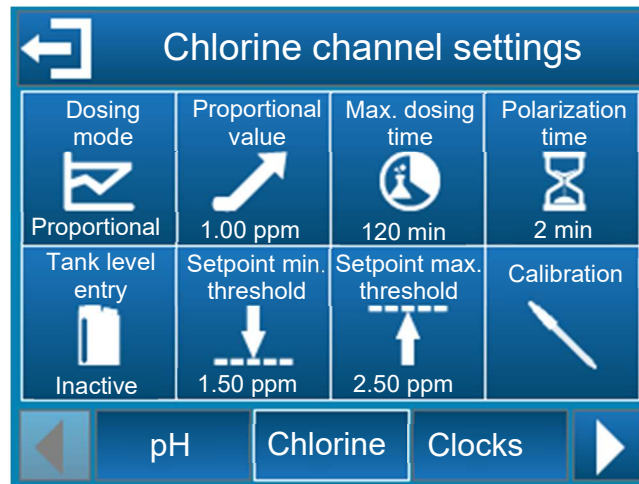 Chlorine channel settings
Dosing
mode
Proportional
Proportional
value
1.00 ppm
Max. dosing
time
120 min
Polarization
time
2 min
Tank level
entry
Inactive
Setpoint min.
threshold
1.50 ppm
Setpoint max.
threshold
2.50 ppm
Calibration
pH
Chlorine
Clocks